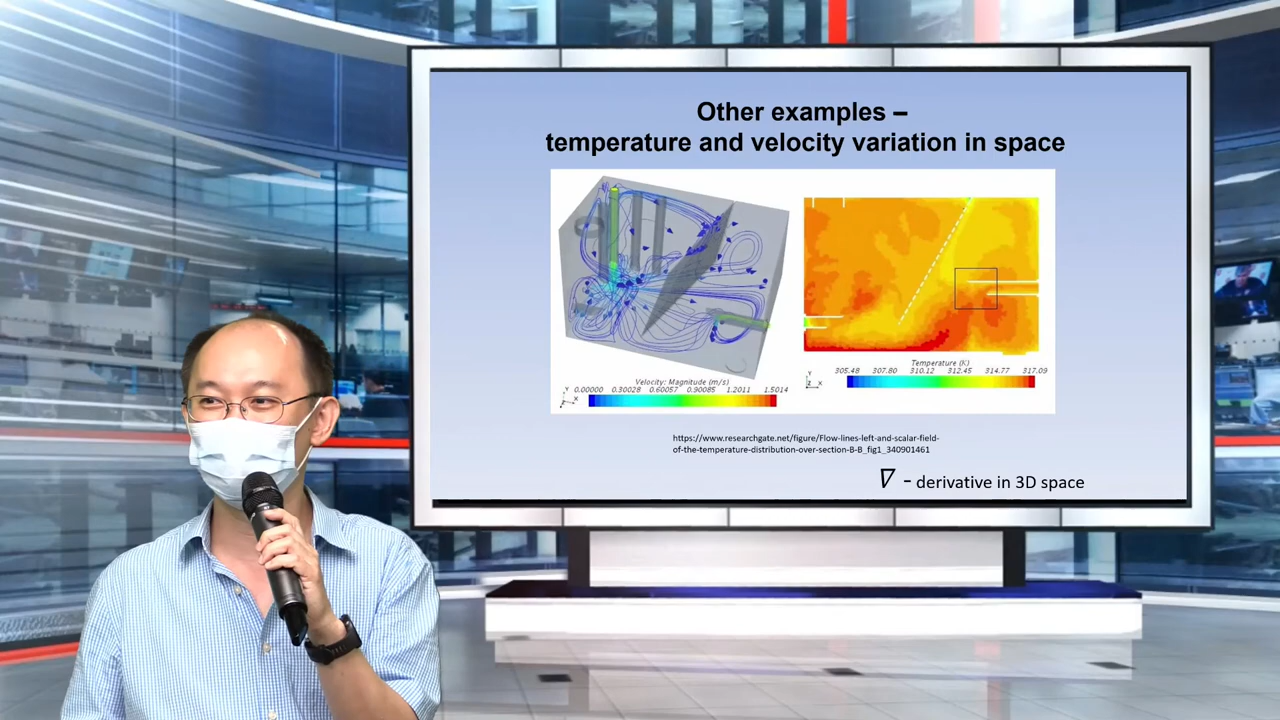 Other examples –
temperature and velocity variation in space
Velocity: Magnitude (m/s)
0.00000 0.30028 0.60057 0.90085 1.2011 1.5014
Y
Z X
Temperature (K)
305.48 307.80 310.12 312.45 314.77 317.09
Y
Z X
https://www.researchgate.net/figure/Flow-lines-left-and-scalar-field-
of-the-temperature-distribution-over-section-B-B_fig1_340901461
∇ - derivative in 3D space